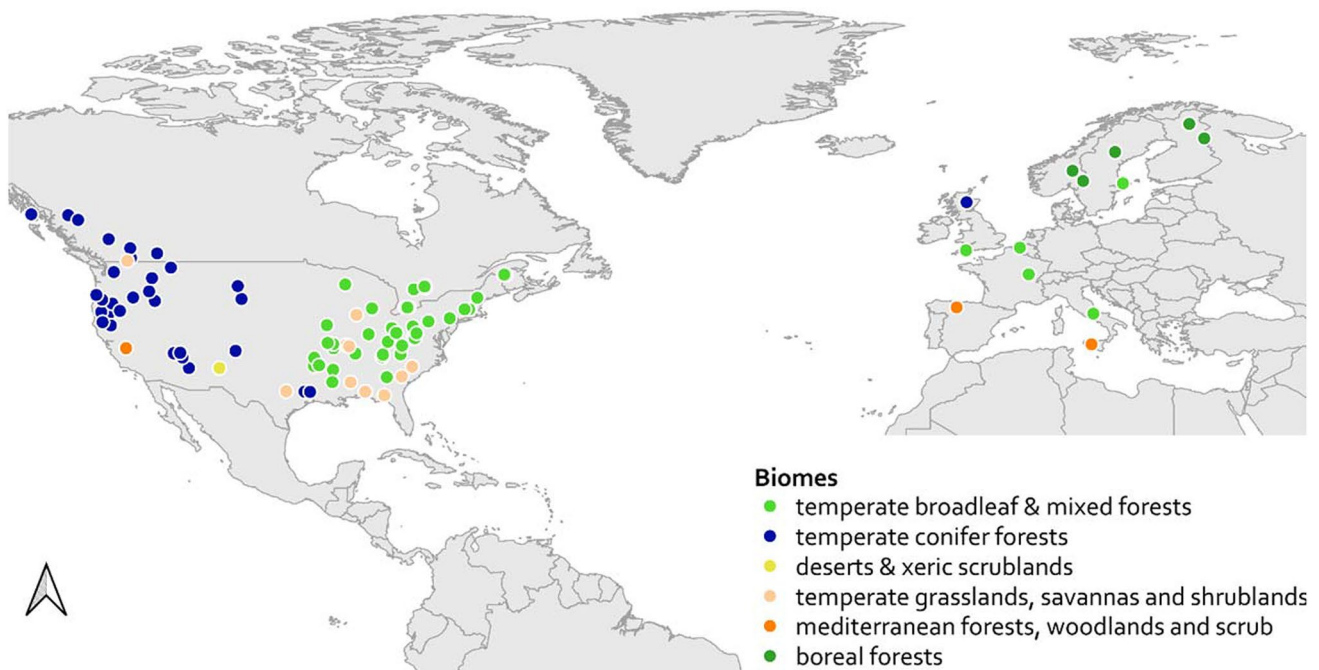 Biomes
temperate broadleaf & mixed forests
temperate conifer forests
deserts & xeric scrublands
temperate grasslands, savannas and shrublands
mediterranean forests, woodlands and scrub
boreal forests